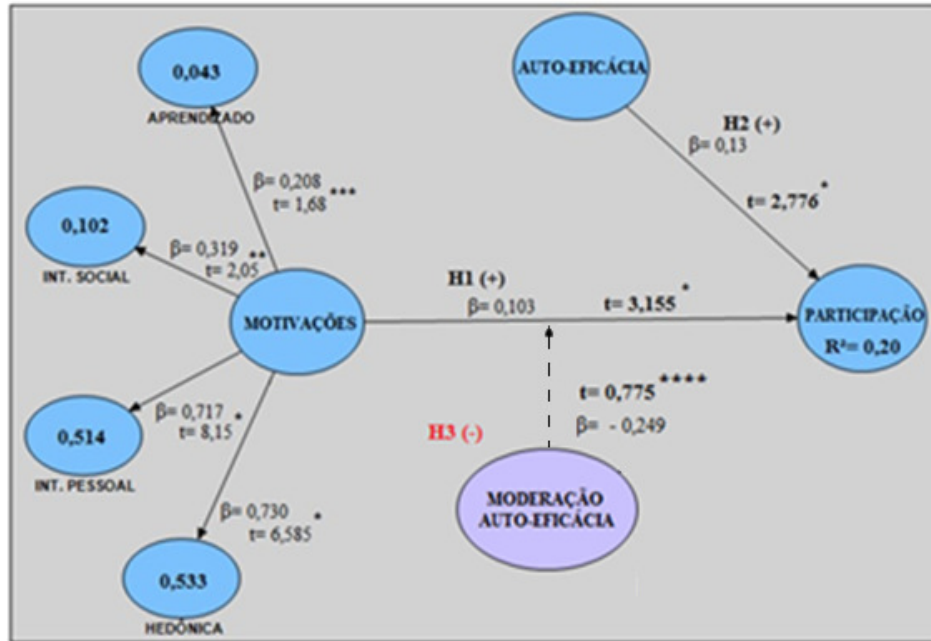 0,043
APRENDIZADO
AUTO-EFICÁCIA
H2 (+)
β= 0,13
t= 2,776 *
β= 0,208
t= 1,68 ***
0,102
INT. SOCIAL
β= 0,319
t= 2,05 **
MOTIVAÇÕES
H1 (+)
β= 0,103
t= 3,155 *
PARTICIPAÇÃO
R²= 0,20
β= 0,717
t= 8,15 *
0,514
INT. PESSOAL
t= 0,775 ****
β= - 0,249
H3 (-)
MODERAÇÃO
AUTO-EFICÁCIA
β= 0,730
t= 6,585 *
0,533
HEDÔNICA